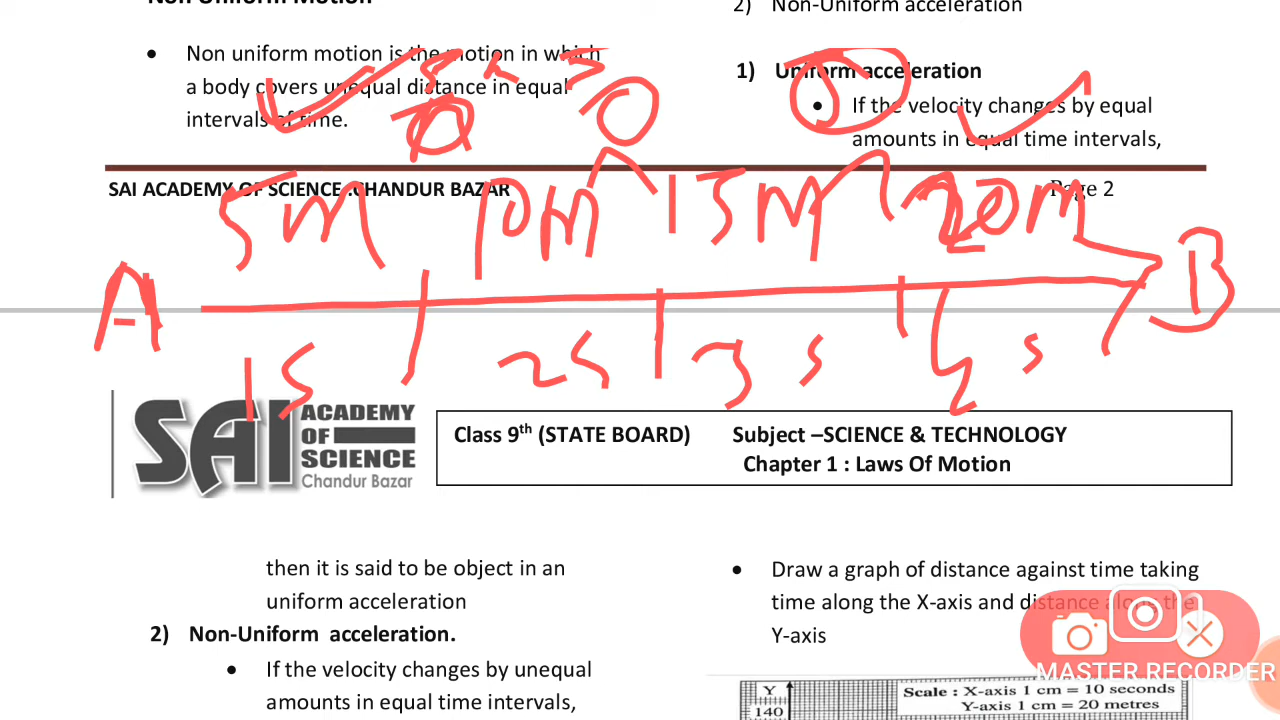 Non Uniform Motion
• Non uniform motion is the motion in which
a body covers unequal distance in equal
intervals of time.
2) Non-Uniform acceleration
1) Uniform acceleration
• If the velocity changes by equal
amounts in equal time intervals,
SAI ACADEMY OF SCIENCE .CHANDUR BAZAR
Page 2
5m 10m 15m 20m
A B
1s 2s 3s 4s
SAI ACADEMY
OF
SCIENCE
Chandur Bazar
Class 9th (STATE BOARD) Subject –SCIENCE & TECHNOLOGY
Chapter 1 : Laws Of Motion
then it is said to be object in an
uniform acceleration
2) Non-Uniform acceleration.
• If the velocity changes by unequal
amounts in equal time intervals,
• Draw a graph of distance against time taking
time along the X-axis and distance along the
Y-axis
MASTER RECORDER
Y
140
Scale : X-axis 1 cm = 10 seconds
Y-axis 1 cm = 20 metres